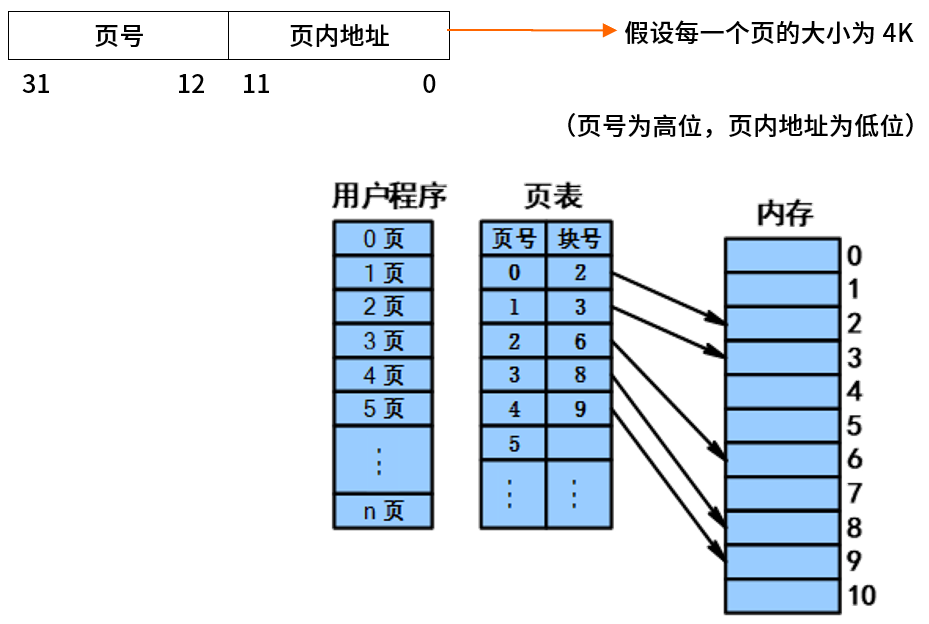 页号 页内地址 假设每一个页的大小为 4K
31 12 11 0
（页号为高位，页内地址为低位）
用户程序 页表 内存
0 页 页号 块号 0
1 页 0 2 1
2 页 1 3 2
3 页 2 6 3
4 页 3 8 4
5 页 4 9 5
⋮ 5 6
⋮ ⋮ 7
n 页 8
9
10